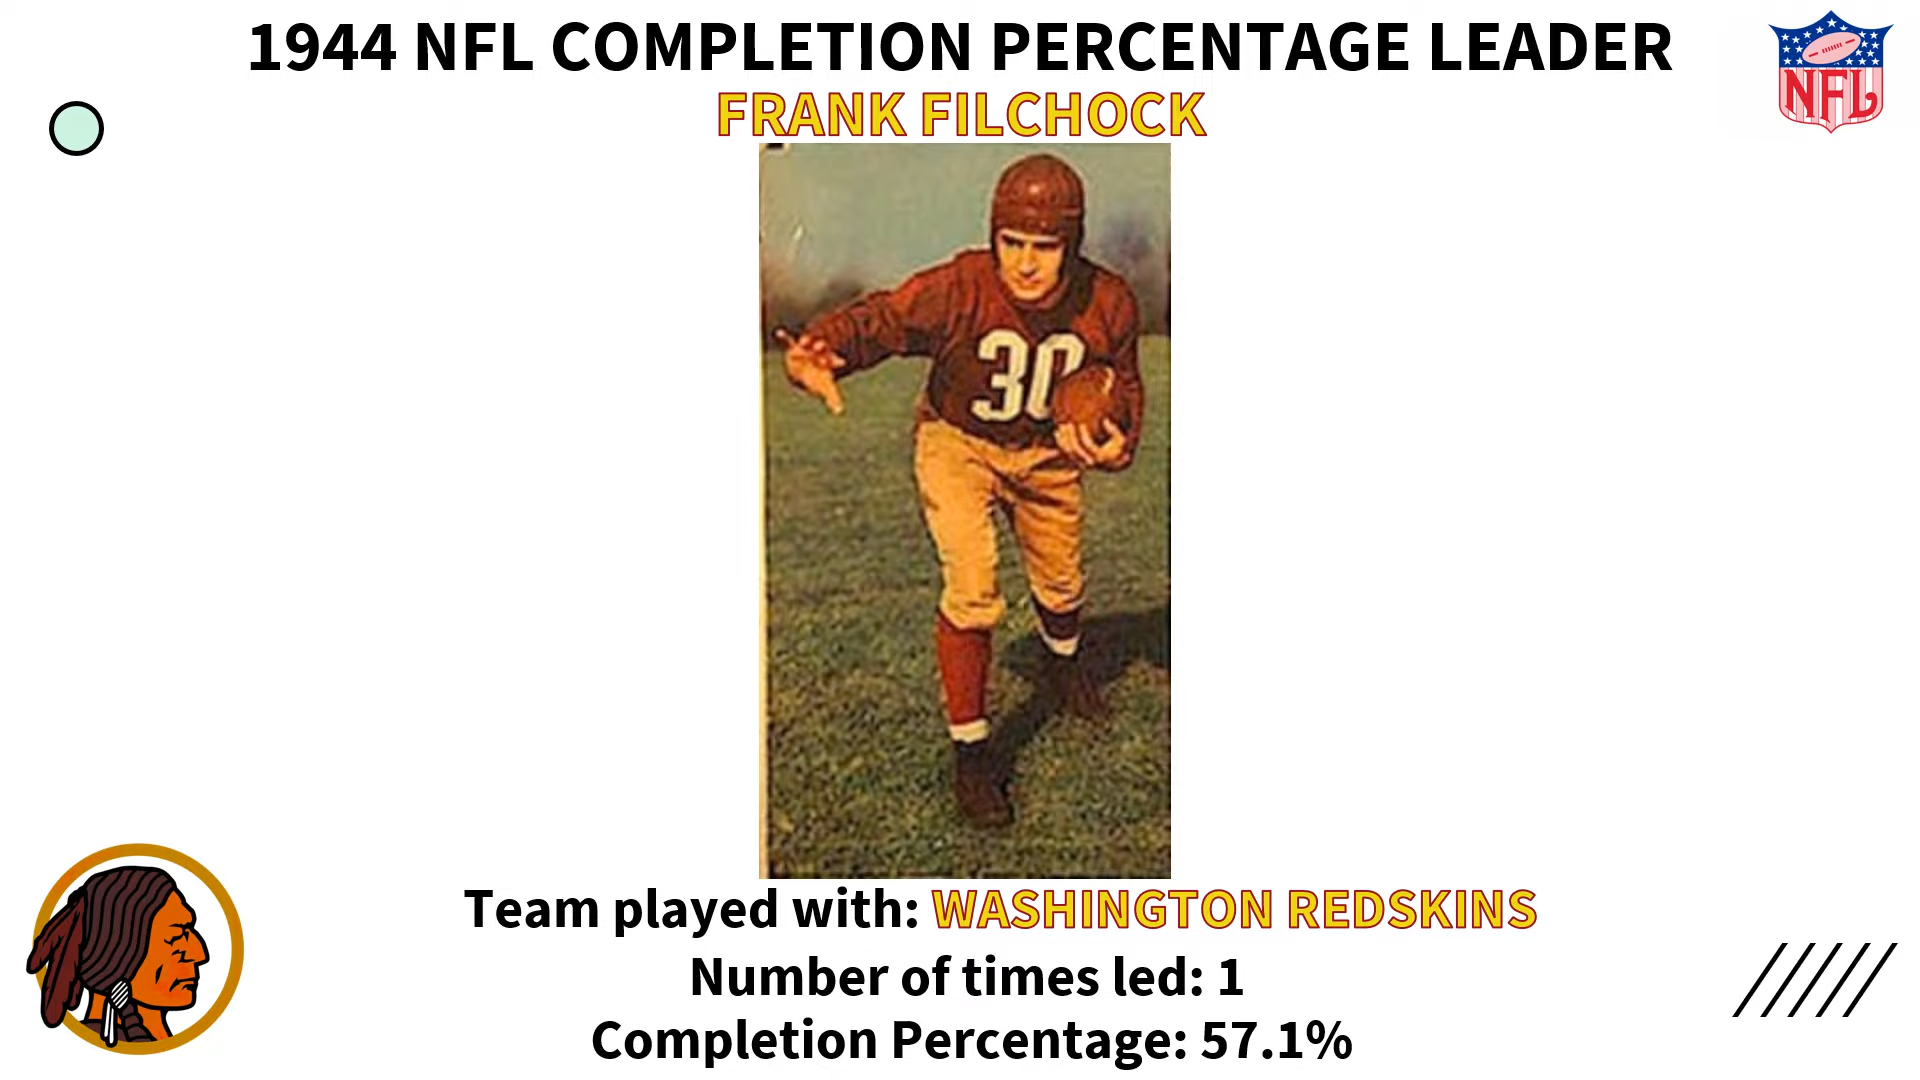 1944 NFL COMPLETION PERCENTAGE LEADER
FRANK FILCHOCK
NFL
30
Team played with: WASHINGTON REDSKINS
Number of times led: 1
Completion Percentage: 57.1%